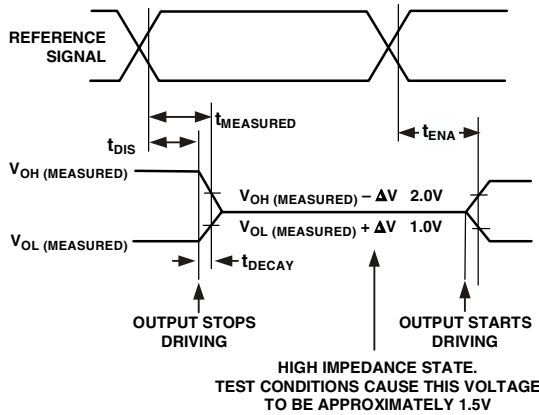 REFERENCE
SIGNAL
tMEASURED
tDIS
tENA
VOH (MEASURED)
VOH (MEASURED) – ΔV 2.0V
VOL (MEASURED) + ΔV 1.0V
VOL (MEASURED)
tDECAY
OUTPUT STOPS
DRIVING
OUTPUT STARTS
DRIVING
HIGH IMPEDANCE STATE.
TEST CONDITIONS CAUSE THIS VOLTAGE
TO BE APPROXIMATELY 1.5V